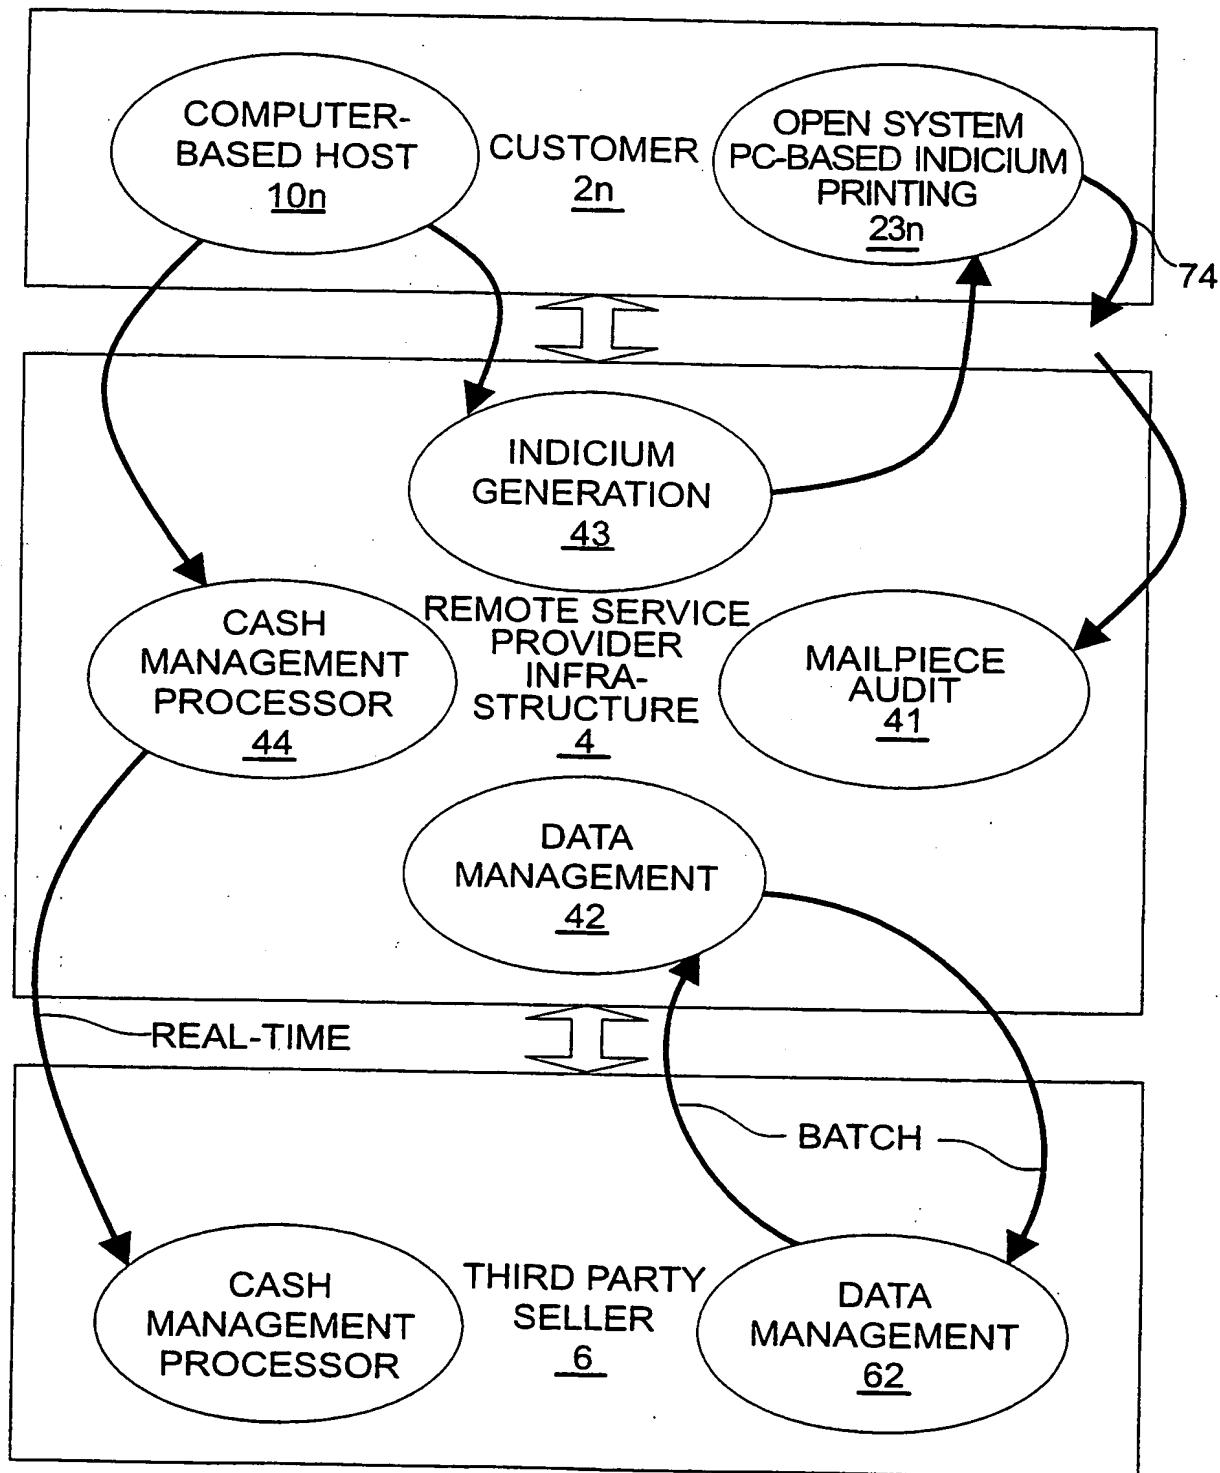 COMPUTER-
BASED HOST
10n
CUSTOMER
2n
OPEN SYSTEM
PC-BASED INDICIUM
PRINTING
23n
74
INDICIUM
GENERATION
43
CASH
MANAGEMENT
PROCESSOR
44
REMOTE SERVICE
PROVIDER
INFRA-
STRUCTURE
4
MAILPIECE
AUDIT
41
DATA
MANAGEMENT
42
REAL-TIME
BATCH
CASH
MANAGEMENT
PROCESSOR
THIRD PARTY
SELLER
6
DATA
MANAGEMENT
62